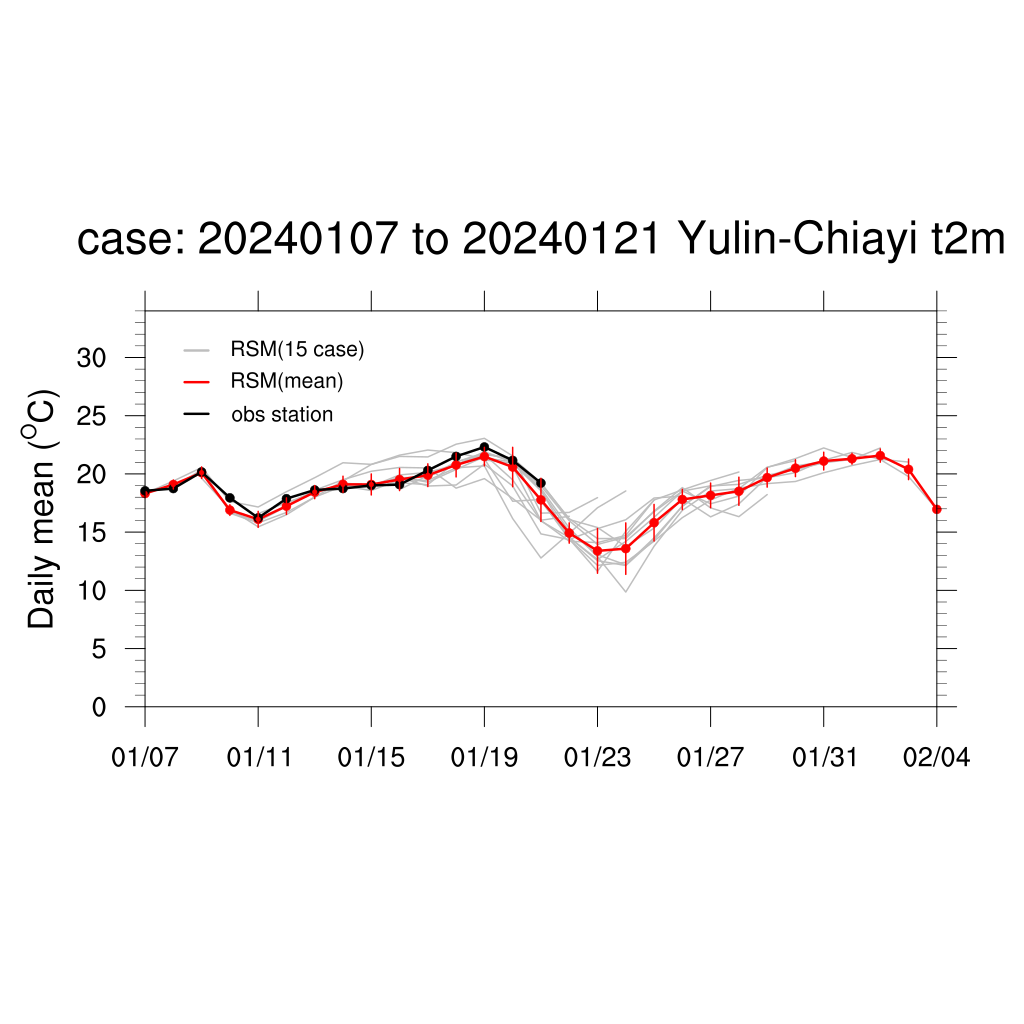 case: 20240107 to 20240121 Yulin-Chiayi t2m
RSM(15 case)
RSM(mean)
obs station
Daily mean (°C)
30
25
20
15
10
5
0
01/07 01/11 01/15 01/19 01/23 01/27 01/31 02/04